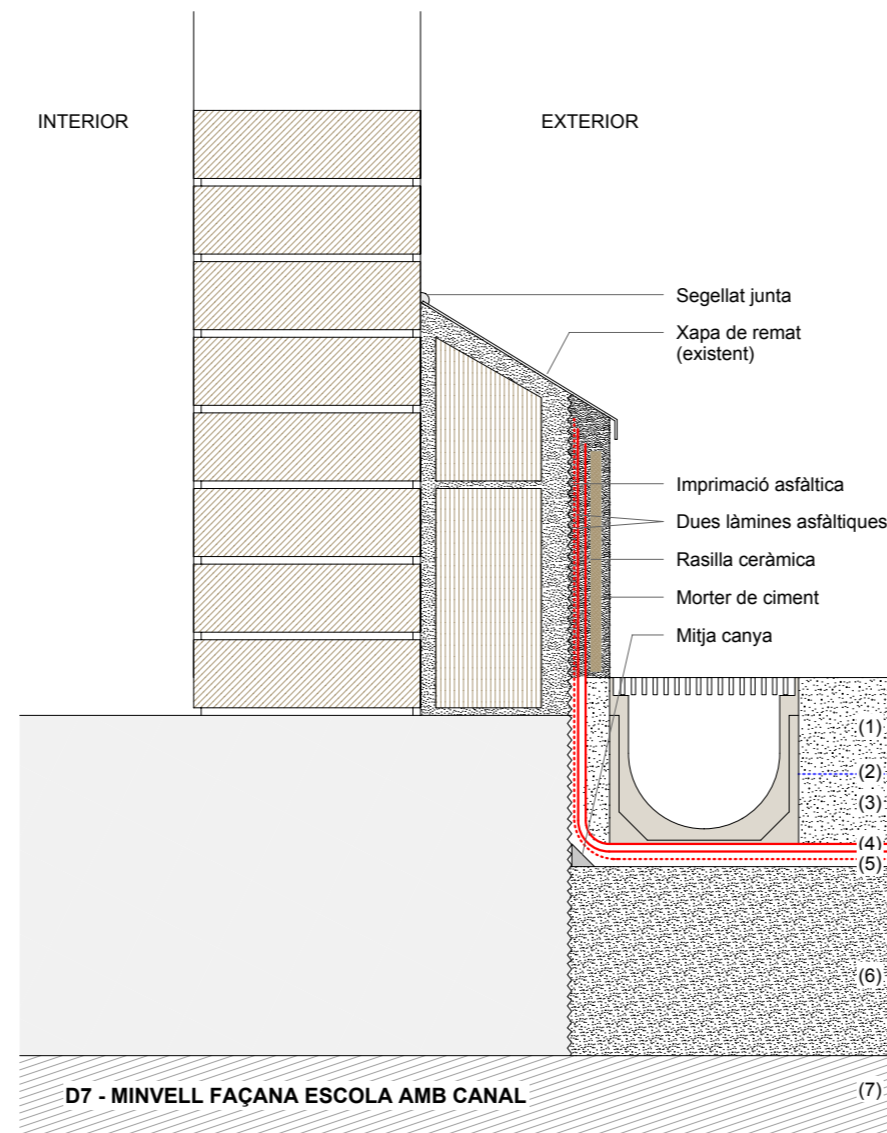 INTERIOR
EXTERIOR
Segellat junta
Xapa de remat
(existent)
Imprimació asfàltica
Dues làmines asfàltiques
Rasilla ceràmica
Morter de ciment
Mitja canya
(1)
(2)
(3)
(4)
(5)
(6)
D7 - MINVELL FAÇANA ESCOLA AMB CANAL
(7)